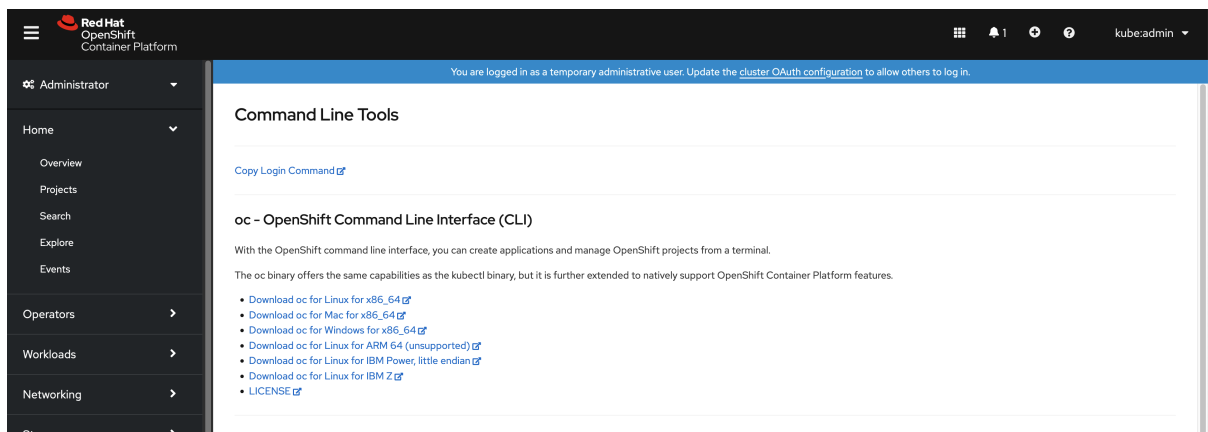 Red Hat
OpenShift
Container Platform
1
kube:admin
Administrator
You are logged in as a temporary administrative user. Update the cluster OAuth configuration to allow others to log in.
Home
Overview
Projects
Search
Explore
Events
Operators
Workloads
Networking
Command Line Tools
Copy Login Command
oc - OpenShift Command Line Interface (CLI)
With the OpenShift command line interface, you can create applications and manage OpenShift projects from a terminal.
The oc binary offers the same capabilities as the kubectl binary, but it is further extended to natively support OpenShift Container Platform features.
Download oc for Linux for x86_64
Download oc for Mac for x86_64
Download oc for Windows for x86_64
Download oc for Linux for ARM 64 (unsupported)
Download oc for Linux for IBM Power, little endian
Download oc for Linux for IBM Z
LICENSE